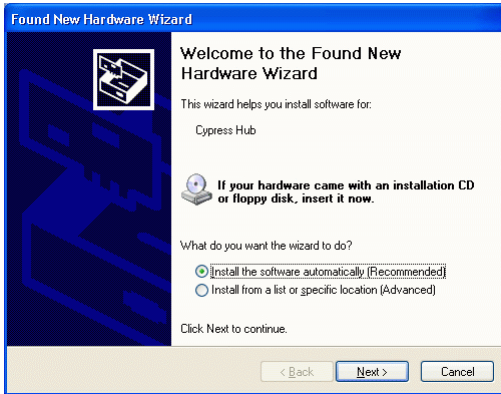 Found New Hardware Wizard
Welcome to the Found New
Hardware Wizard
This wizard helps you install software for:
Cypress Hub
If your hardware came with an installation CD
or floppy disk, insert it now.
What do you want the wizard to do?
Install the software automatically (Recommended)
Install from a list or specific location (Advanced)
Click Next to continue.
< Back Next > Cancel